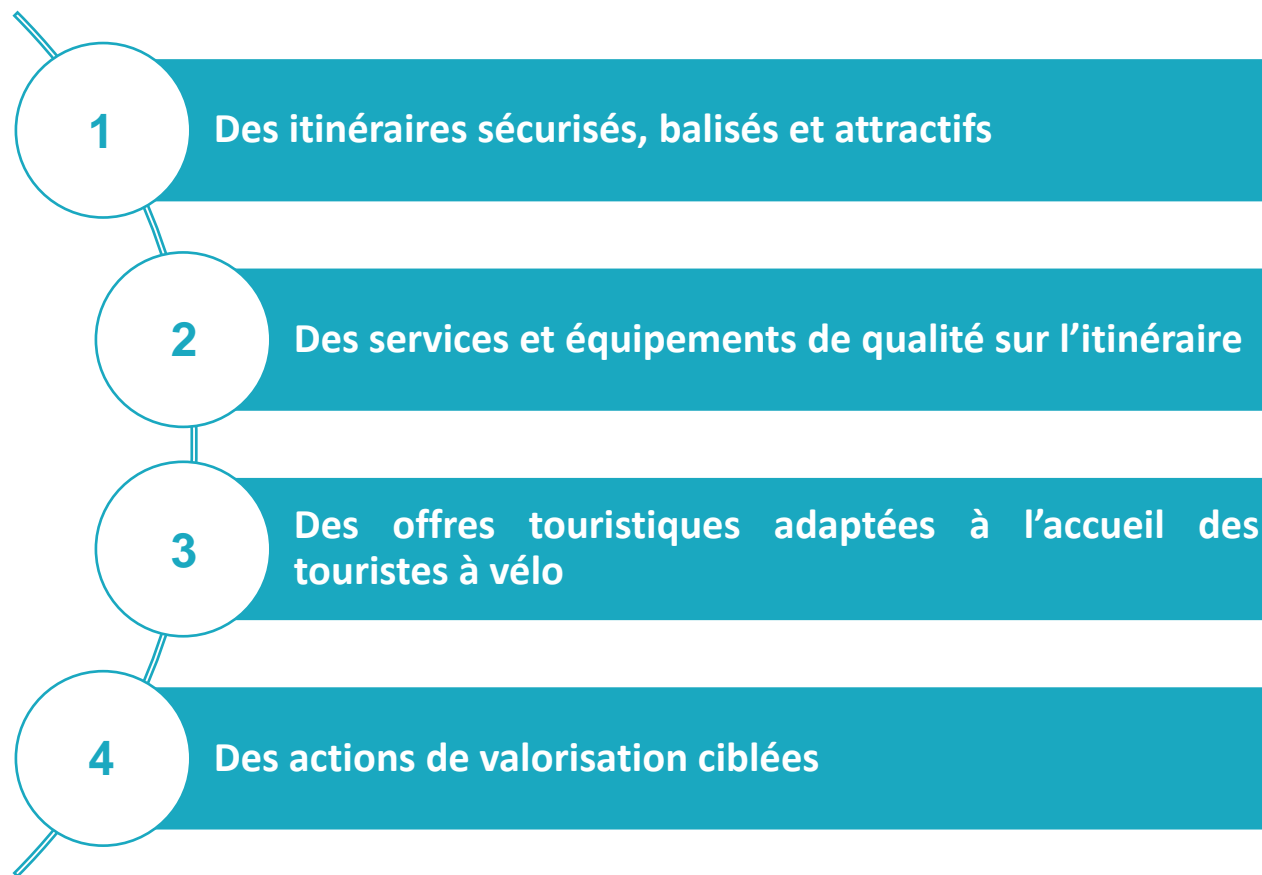 1
Des itinéraires sécurisés, balisés et attractifs
2
Des services et équipements de qualité sur l’itinéraire
3
Des offres touristiques adaptées à l’accueil des
touristes à vélo
4
Des actions de valorisation ciblées